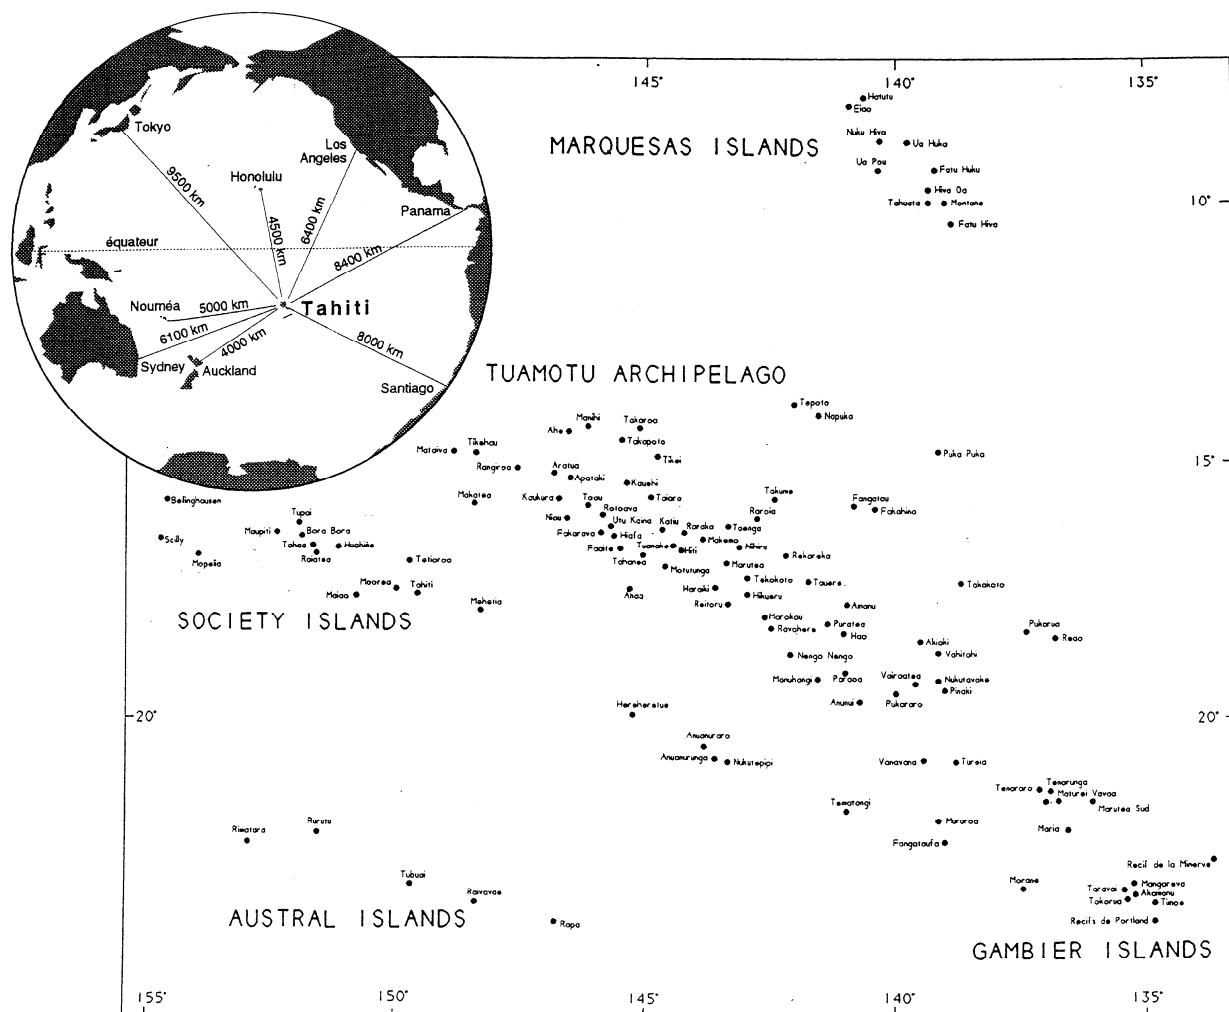 Tokyo
Los
Angeles
Honolulu
Panama
9500 km
4500 km
6400 km
8400 km
équateur
Nouméa
5000 km
Tahiti
6100 km
4000 km
8000 km
Sydney
Auckland
Santiago
145°
140°
135°
Hatutu
Eiao
MARQUESAS ISLANDS
Nuku Hiva
Ua Huka
Ua Pou
Fatu Huku
Hiva Oa
Tahuata
Montane
10°
Fatu Hiva
TUAMOTU ARCHIPELAGO
Tepoto
Napuka
Manihi
Takaroa
Ahe
Takapoto
Tikehau
Mataiva
Tikei
Puka Puka
15°
Rangiroa
Aratua
Apataki
Kauehi
Bellinghausen
Makatea
Kaukura
Toau
Taiaro
Takume
Fangatau
Fakahina
Tupai
Niau
Rotoava
Raroia
Maupiti
Bora Bora
Utu Kaina
Katiu
Raraka
Taenga
Scilly
Tahaa
Huahine
Fakarava
Hiafa
Tuanake
Makemo
Nihiru
Mopelia
Raiatea
Tetiaroa
Faaite
Hiti
Rekareka
Tahanea
Motutunga
Marutea
Moorea
Tahiti
Tekokoto
Tauere
Takakoto
Maiao
Anaa
Haraiki
Hikueru
Mehetia
Reitoru
Amanu
SOCIETY ISLANDS
Marokau
Ravahere
Puratea
Hao
Pukarua
Reao
Akiaki
Vahitahi
Nengo Nengo
Manuhangi
Paraoa
Vairaatea
Nukutavake
Pinaki
Hereheretue
Anunui
Pukararo
20°
20°
Anuanuraro
Anuanurunga
Nukutepipi
Vanavana
Tureia
Tenararo
Tenarunga
Maturei Vavao
Marutea Sud
Tematangi
Rimatara
Rurutu
Mururoa
Maria
Fangataufa
Recif de la Minerve
Tubuai
Morane
Mangareva
Taravai
Akamanu
Raivavae
Takorua
Timoe
AUSTRAL ISLANDS
Rapa
Recifs de Portland
GAMBIER ISLANDS
155°
150°
145°
140°
135°